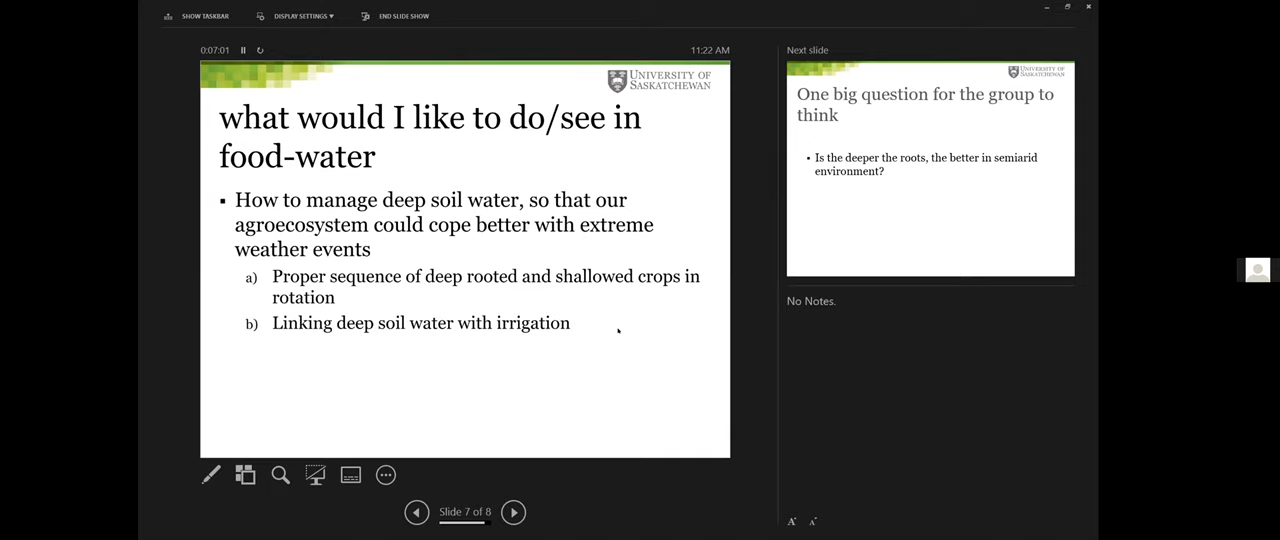 SHOW TASKBAR
DISPLAY SETTINGS ▾
END SLIDE SHOW
0:07:01
11:22 AM
UNIVERSITY OF
SASKATCHEWAN
what would I like to do/see in
food-water
▪ How to manage deep soil water, so that our
agroecosystem could cope better with extreme
weather events
a) Proper sequence of deep rooted and shallowed crops in
rotation
b) Linking deep soil water with irrigation
Slide 7 of 8
Next slide
UNIVERSITY OF
SASKATCHEWAN
One big question for the group to
think
▪ Is the deeper the roots, the better in semiarid
environment?
No Notes.
A A